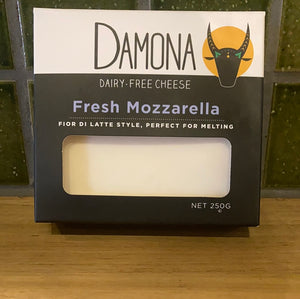 DAMONA
DAIRY-FREE CHEESE
Fresh Mozzarella
FIOR DI LATTE STYLE, PERFECT FOR MELTING
NET 250G
e